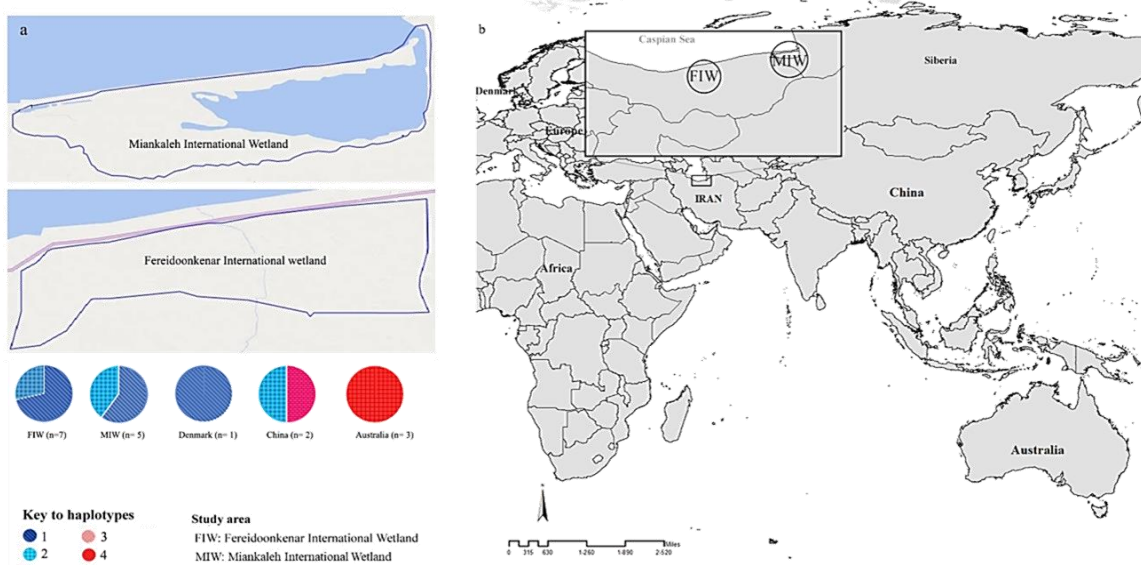 a
Miankaleh International Wetland
Fereidoonkenar International wetland
FIW (n=7)
MIW (n= 5)
Denmark (n= 1)
China (n= 2)
Australia (n= 3)
Key to haplotypes
1
3
2
4
Study area
FIW: Fereidoonkenar International Wetland
MIW: Miankaleh International Wetland
b
Caspian Sea
FIW
MIW
Siberia
Denmark
Europe
China
IRAN
Africa
Australia
N
Miles
0 315 630 1.260 1.890 2.520